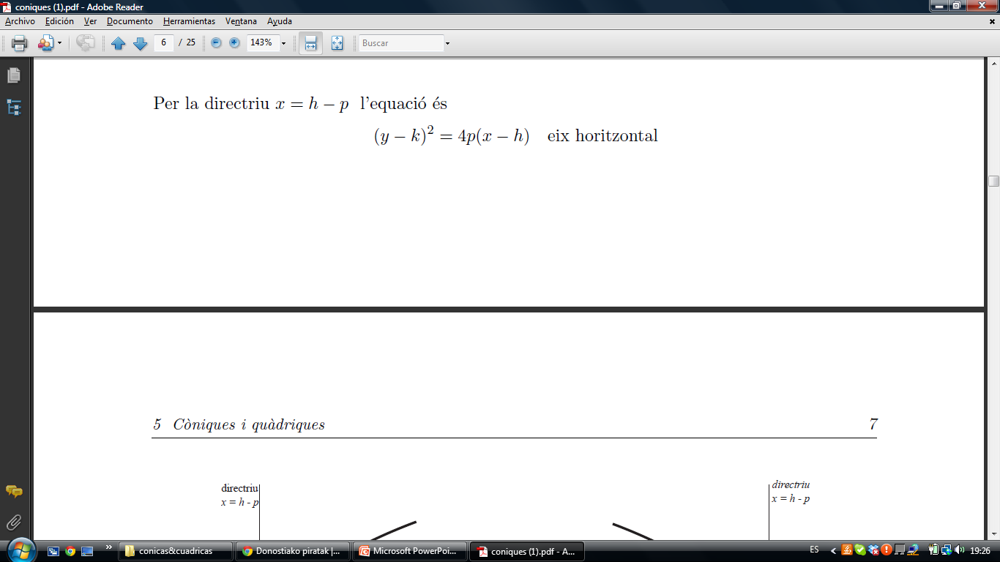 coniques (1).pdf - Adobe Reader
Archivo Edición Ver Documento Herramientas Ventana Ayuda
6 / 25 143% Buscar
Per la directriu x = h − p l'equació és
(y − k)² = 4p(x − h) eix horitzontal
5 Còniques i quàdriques 7
directriu
x = h - p
directriu
x = h - p
conicas&cuadricas
Donostiako piratak |...
Microsoft PowerPoi...
coniques (1).pdf - A...
ES
19:26